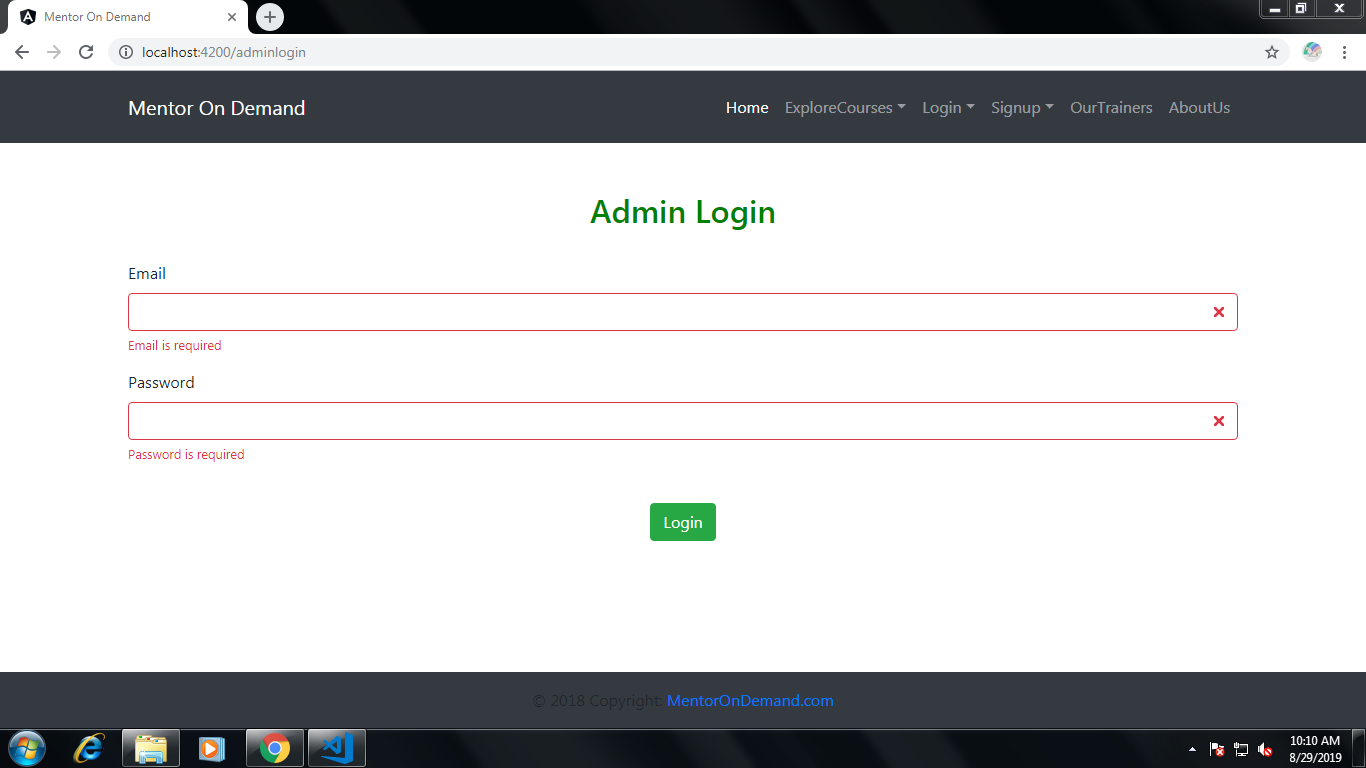 Mentor On Demand
localhost:4200/adminlogin
Mentor On Demand Home ExploreCourses Login Signup OurTrainers AboutUs
Admin Login
Email
Email is required
Password
Password is required
Login
© 2018 Copyright: MentorOnDemand.com
10:10 AM
8/29/2019